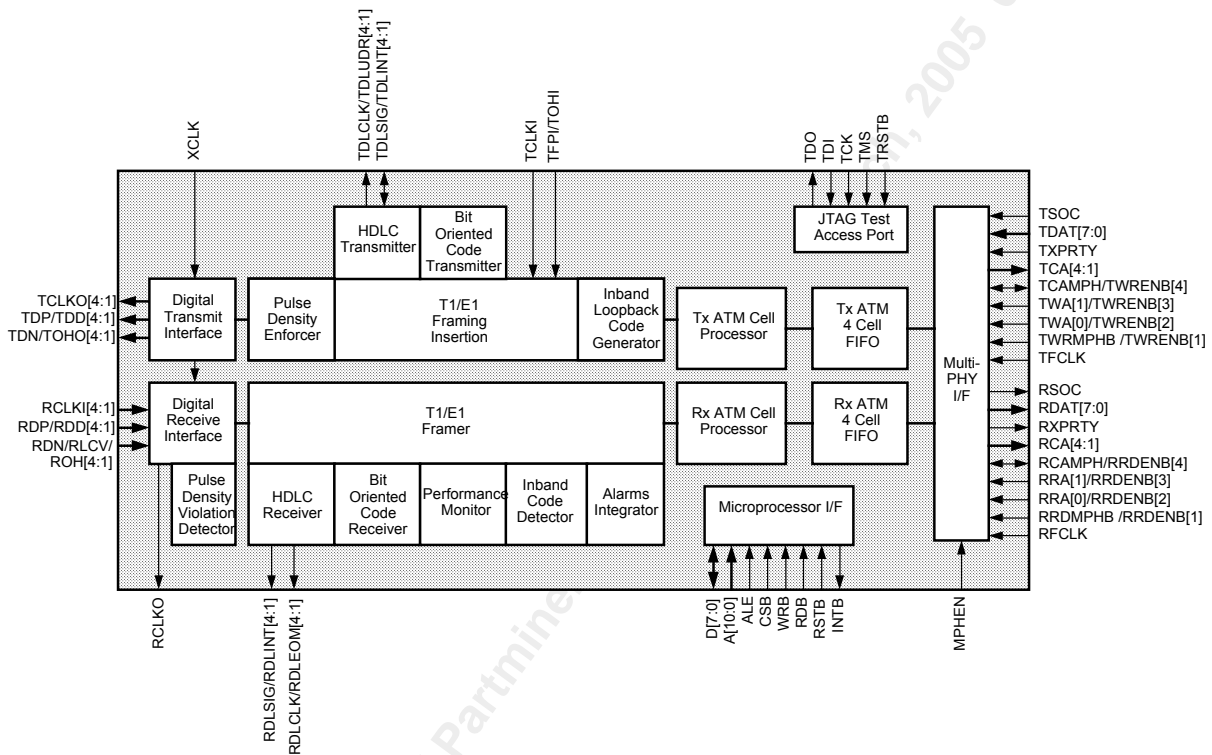 XCLK
TDLCLK/TDLUDR[4:1]
TDLSIG/TDLINT[4:1]
TCLKI
TFPI/TOHI
TDO
TDI
TCK
TMS
TRSTB
HDLC
Transmitter
Bit
Oriented
Code
Transmitter
JTAG Test
Access Port
TCLKO[4:1]
TDP/TDD[4:1]
TDN/TOHO[4:1]
Digital
Transmit
Interface
Pulse
Density
Enforcer
T1/E1
Framing
Insertion
Inband
Loopback
Code
Generator
Tx ATM Cell
Processor
Tx ATM
4 Cell
FIFO
Multi-
PHY
I/F
TSOC
TDAT[7:0]
TXPRTY
TCA[4:1]
TCAMPH/TWRENB[4]
TWA[1]/TWRENB[3]
TWA[0]/TWRENB[2]
TWRMPHB /TWRENB[1]
TFCLK
RCLKI[4:1]
RDP/RDD[4:1]
RDN/RLCV/
ROH[4:1]
Digital
Receive
Interface
T1/E1
Framer
Rx ATM Cell
Processor
Rx ATM
4 Cell
FIFO
RSOC
RDAT[7:0]
RXPRTY
RCA[4:1]
RCAMPH/RRDENB[4]
RRA[1]/RRDENB[3]
RRA[0]/RRDENB[2]
RRDMPHB /RRDENB[1]
RFCLK
Pulse
Density
Violation
Detector
HDLC
Receiver
Bit
Oriented
Code
Receiver
Performance
Monitor
Inband
Code
Detector
Alarms
Integrator
Microprocessor I/F
RCLKO
RDLSIG/RDLINT[4:1]
RDLCLK/RDLEOM[4:1]
D[7:0]
A[10:0]
ALE
CSB
WRB
RDB
RSTB
INTB
MPHEN
Partmine
, 2005